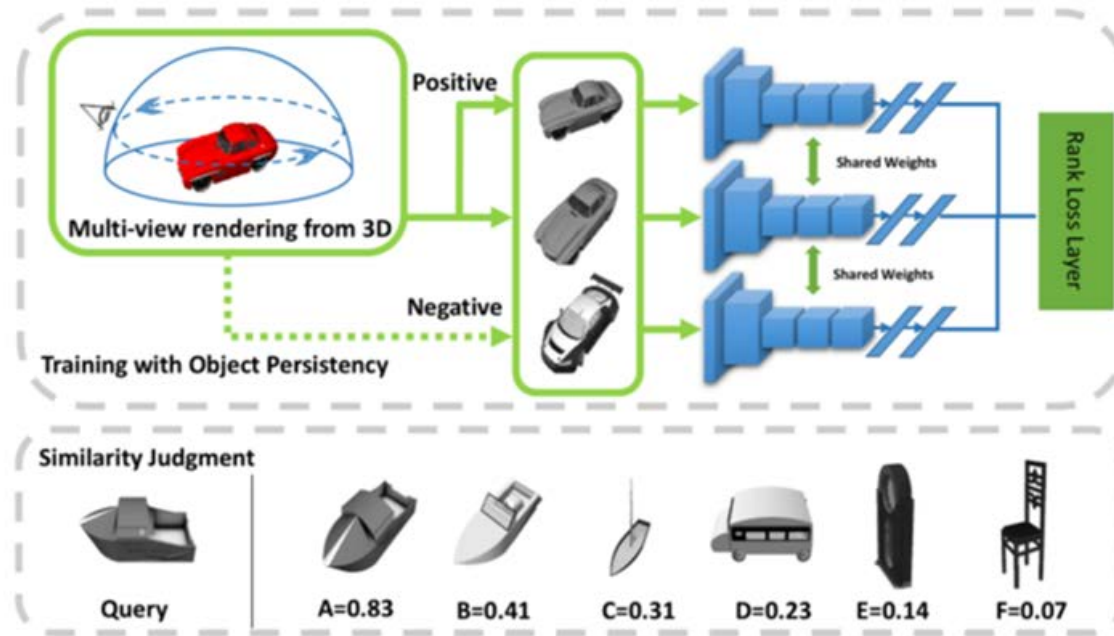 Positive
Multi-view rendering from 3D
Negative
Training with Object Persistency
Shared Weights
Shared Weights
Rank Loss Layer
Similarity Judgment
Query
A=0.83
B=0.41
C=0.31
D=0.23
E=0.14
F=0.07